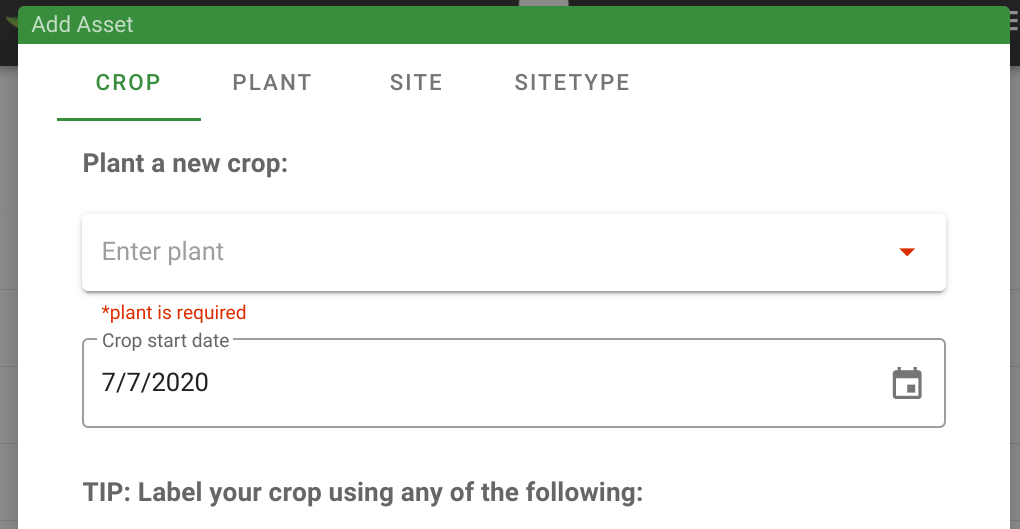 Add Asset
CROP PLANT SITE SITETYPE
Plant a new crop:
Enter plant
*plant is required
Crop start date
7/7/2020
TIP: Label your crop using any of the following: